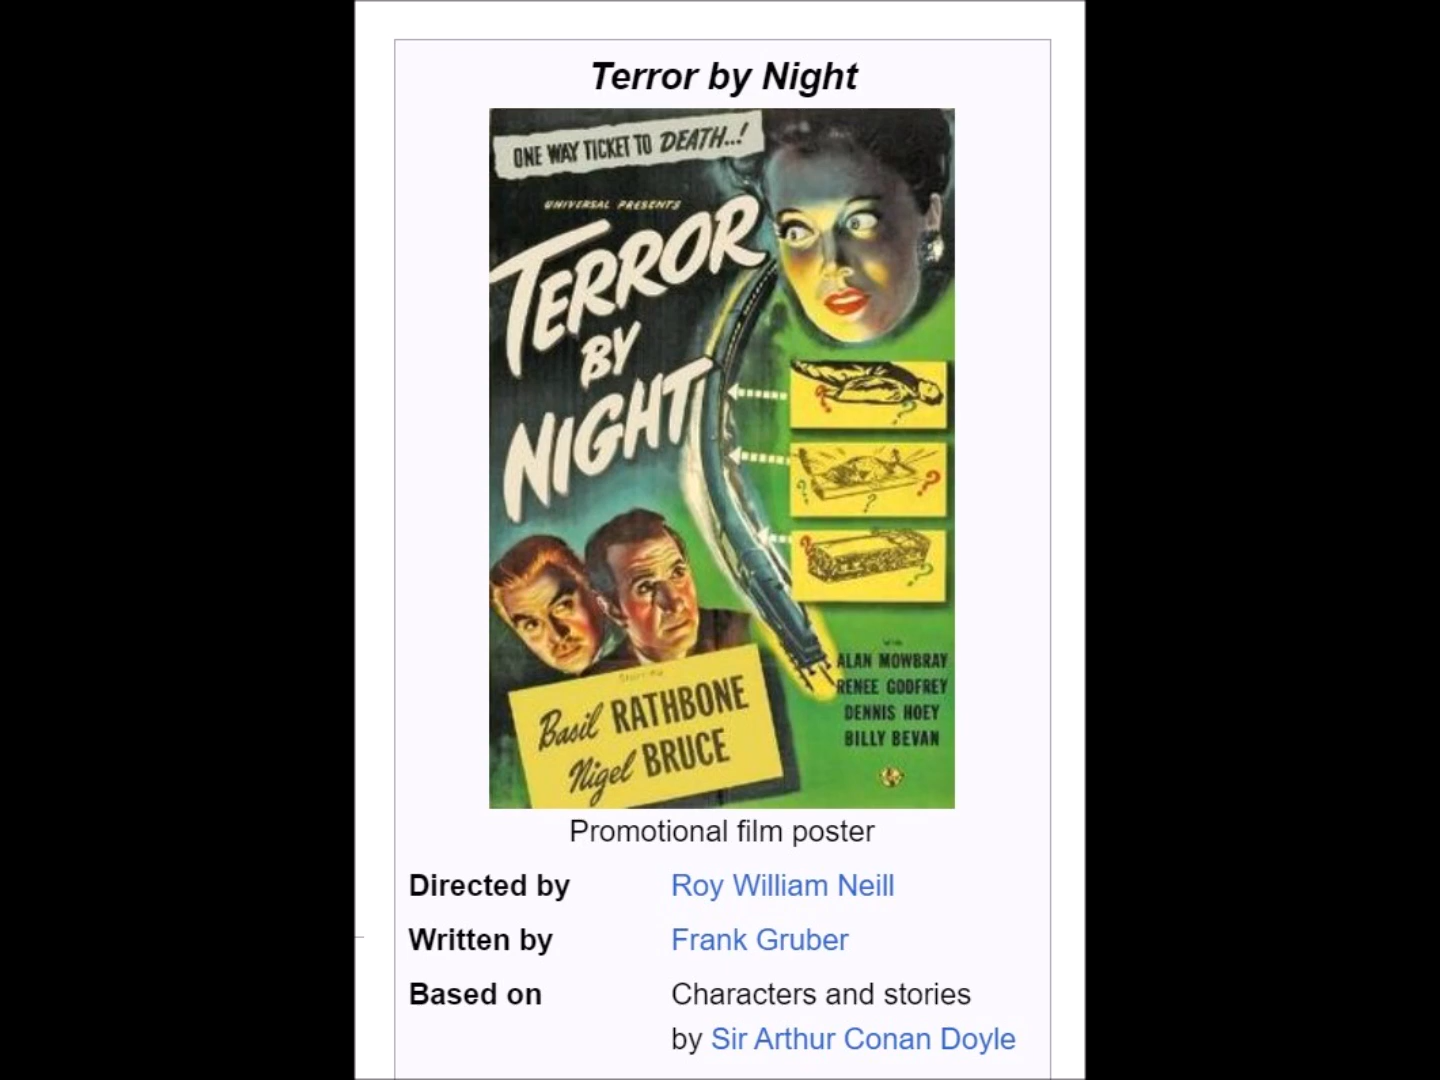 Terror by Night
ONE WAY TICKET TO DEATH...!
UNIVERSAL PRESENTS
TERROR
BY
NIGHT
Starring
Basil RATHBONE
Nigel BRUCE
With
ALAN MOWBRAY
RENEE GODFREY
DENNIS HOEY
BILLY BEVAN
Promotional film poster
Directed by Roy William Neill
Written by Frank Gruber
Based on Characters and stories
by Sir Arthur Conan Doyle